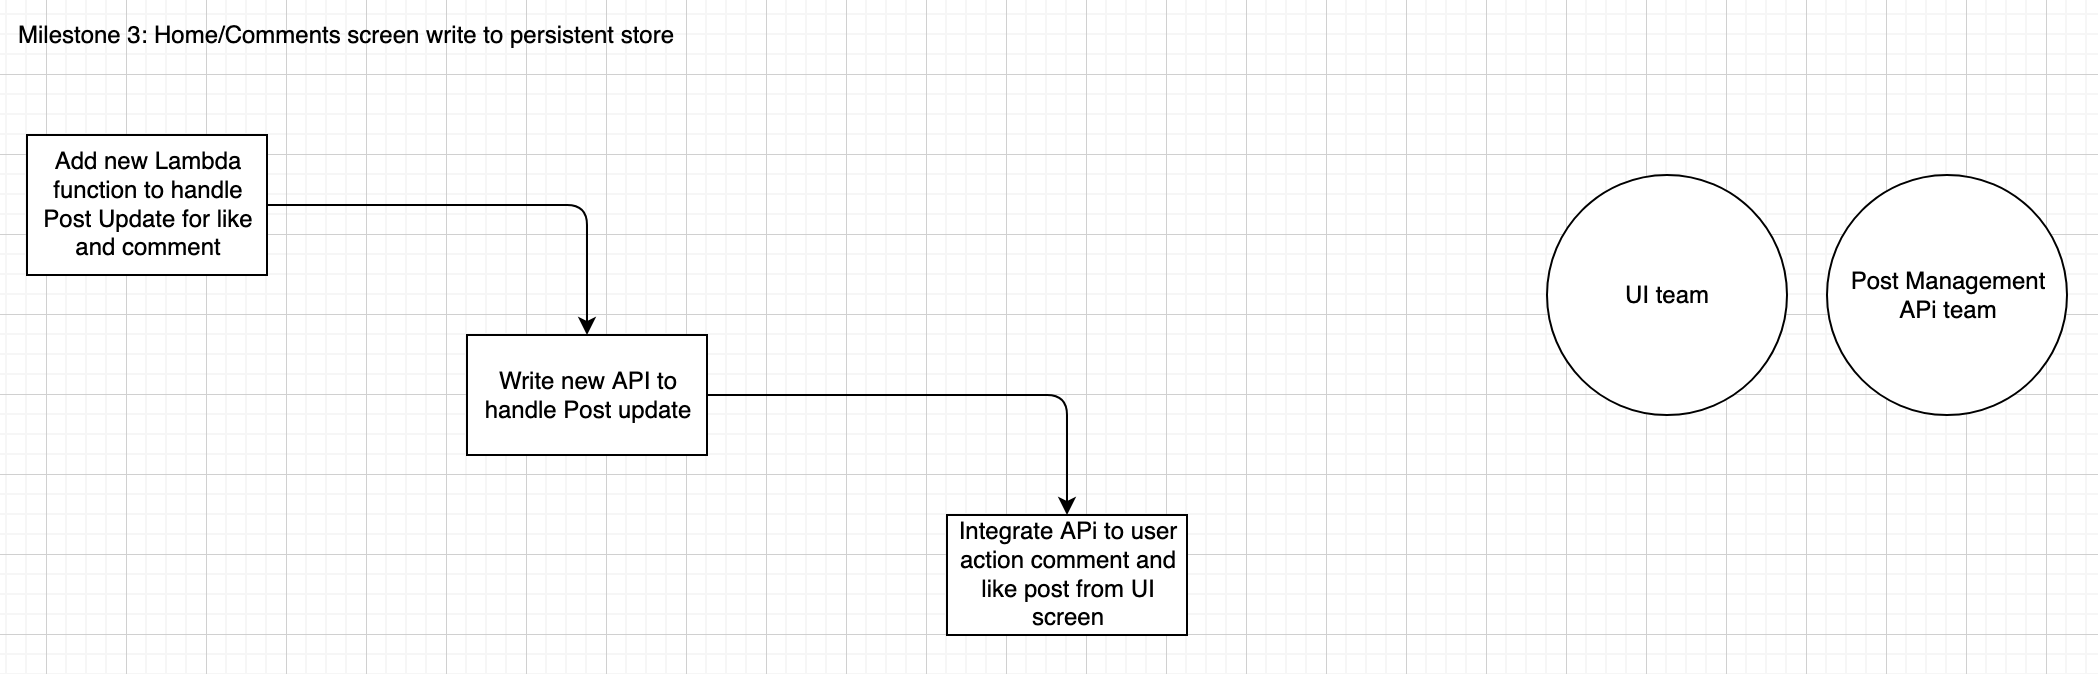 Milestone 3: Home/Comments screen write to persistent store
Add new Lambda
function to handle
Post Update for like
and comment
Write new API to
handle Post update
Integrate APi to user
action comment and
like post from UI
screen
UI team
Post Management
APi team